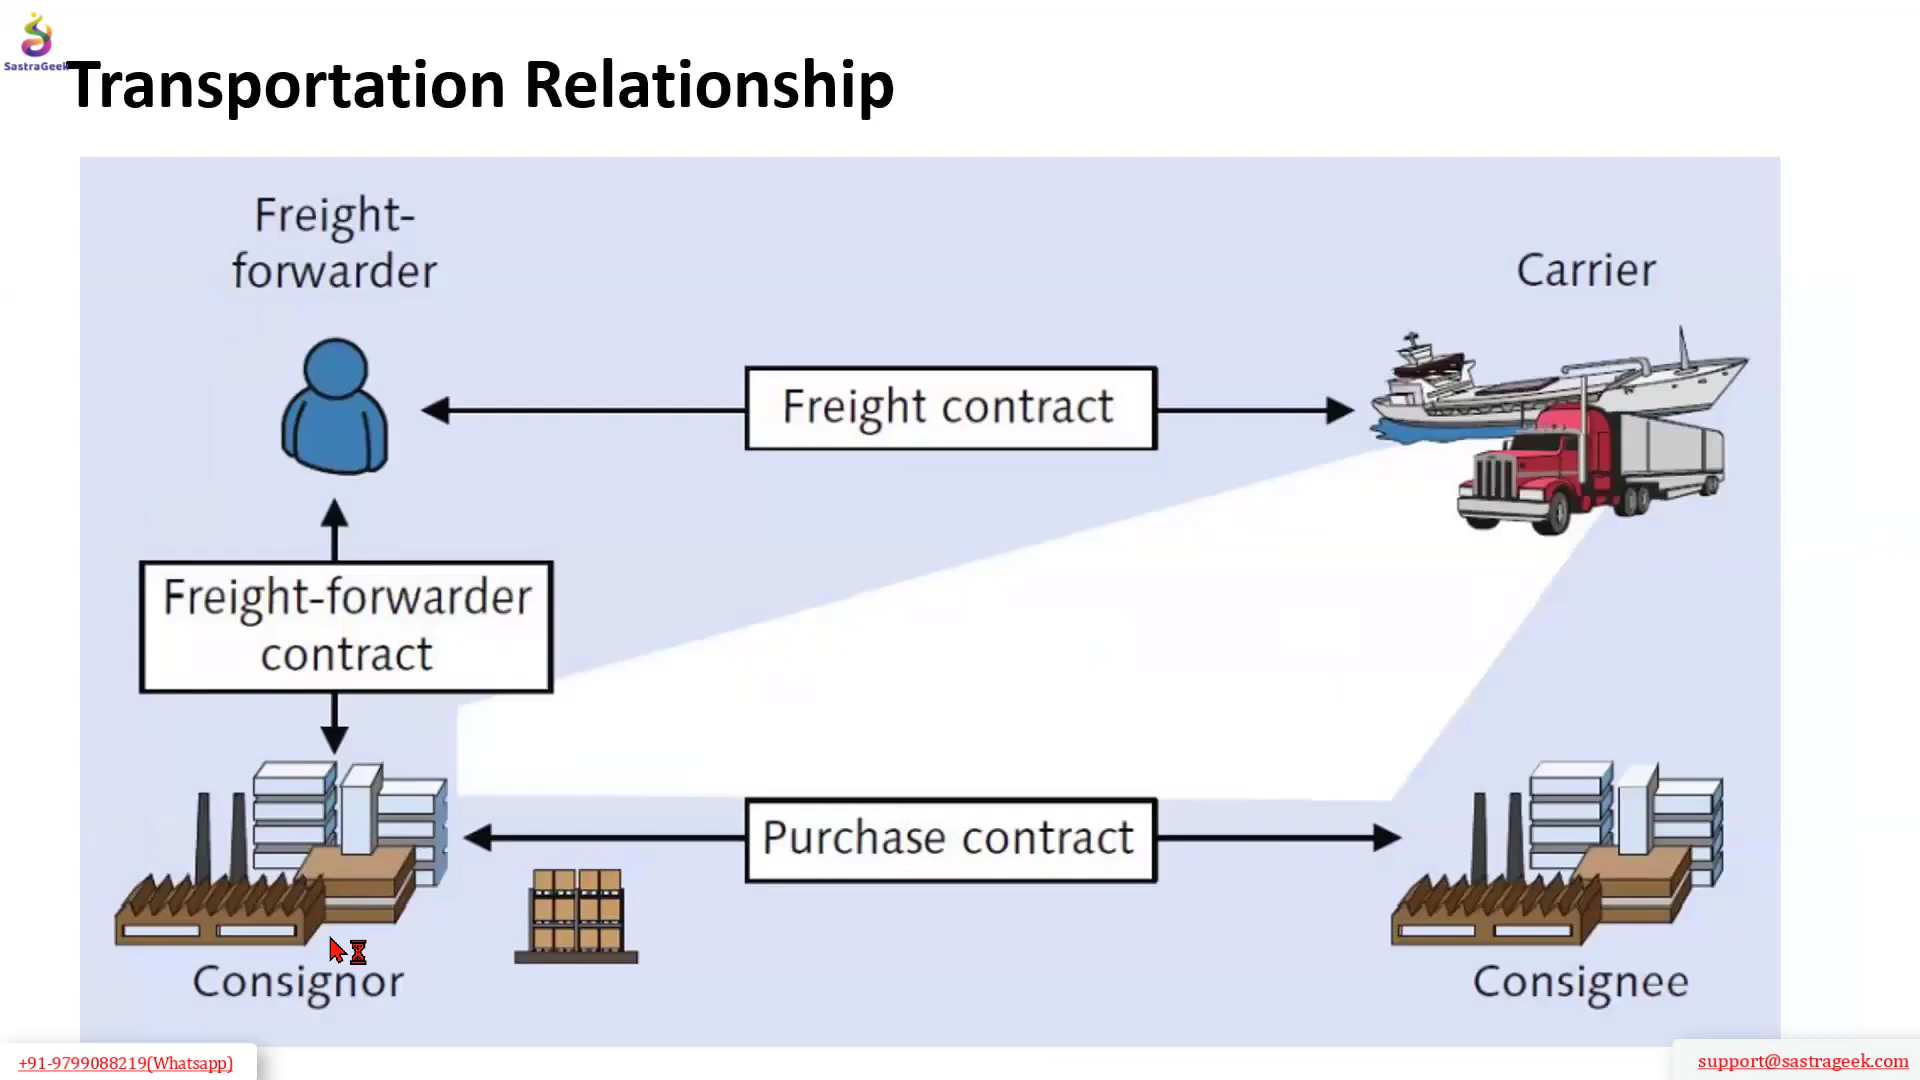 SastraGeek
Transportation Relationship
Freight-
forwarder
Carrier
Freight contract
Freight-forwarder
contract
Purchase contract
Consignor
Consignee
+91-9799088219(Whatsapp)
support@sastrageek.com